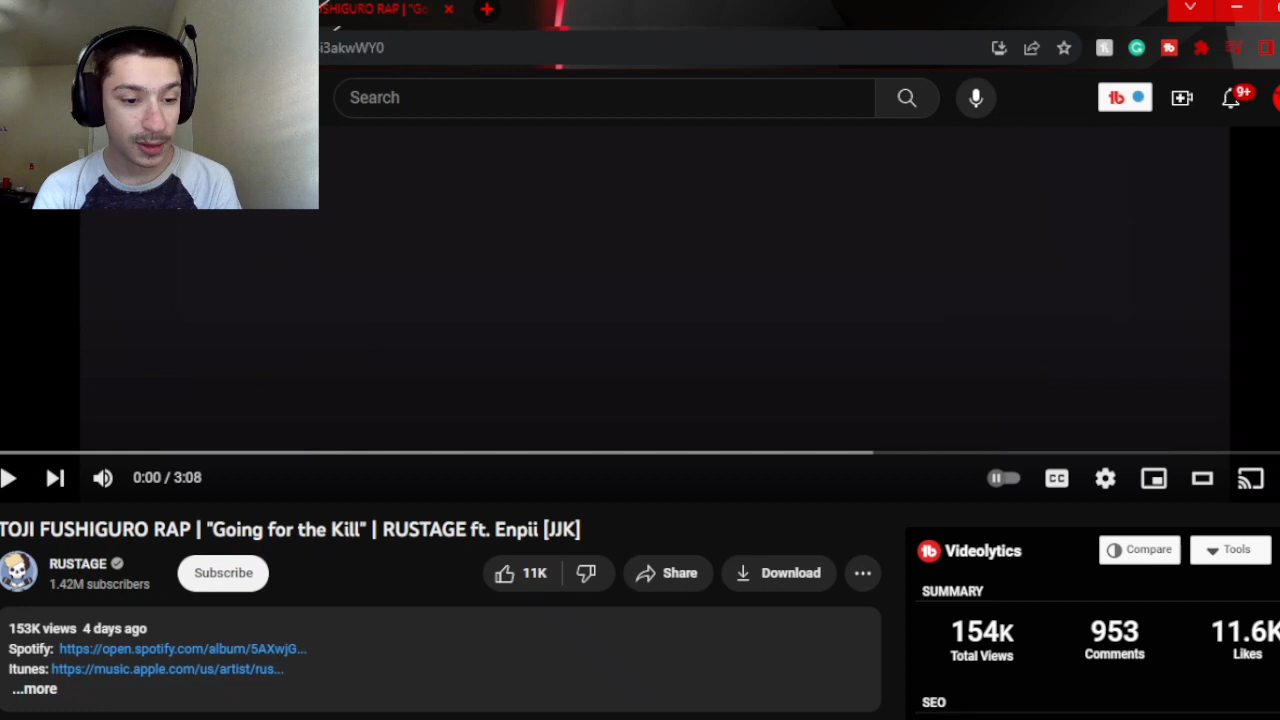 SHIGURO RAP | "Go
i3akwWY0
Search
9+
0:00 / 3:08
CC
TOJI FUSHIGURO RAP | "Going for the Kill" | RUSTAGE ft. Enpii [JJK]
RUSTAGE
1.42M subscribers
Subscribe
11K
Share
Download
153K views 4 days ago
Spotify: https://open.spotify.com/album/5AXwjG...
Itunes: https://music.apple.com/us/artist/rus...
...more
Videolytics
Compare
Tools
SUMMARY
154K
Total Views
953
Comments
11.6K
Likes
SEO